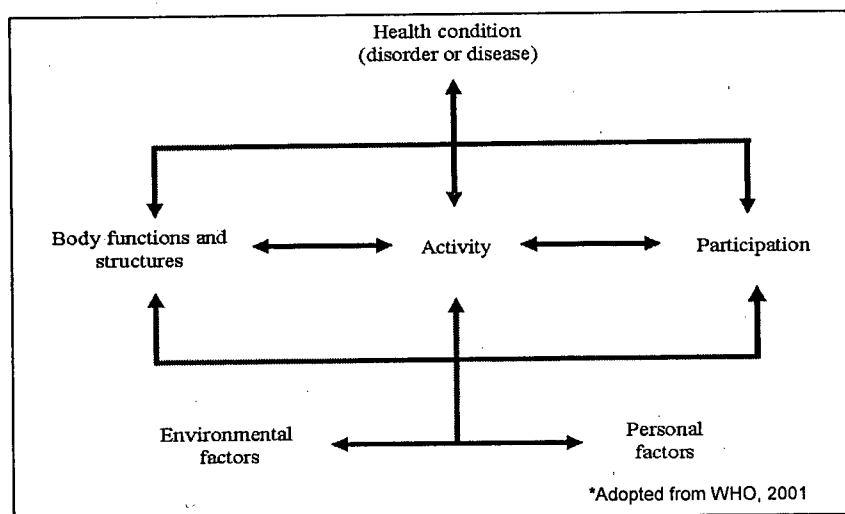 Health condition
(disorder or disease)
Body functions and
structures
Activity
Participation
Environmental
factors
Personal
factors
*Adopted from WHO, 2001